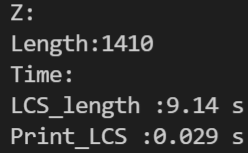 Z:
Length:1410
Time:
LCS_length :9.14 s
Print_LCS :0.029 s